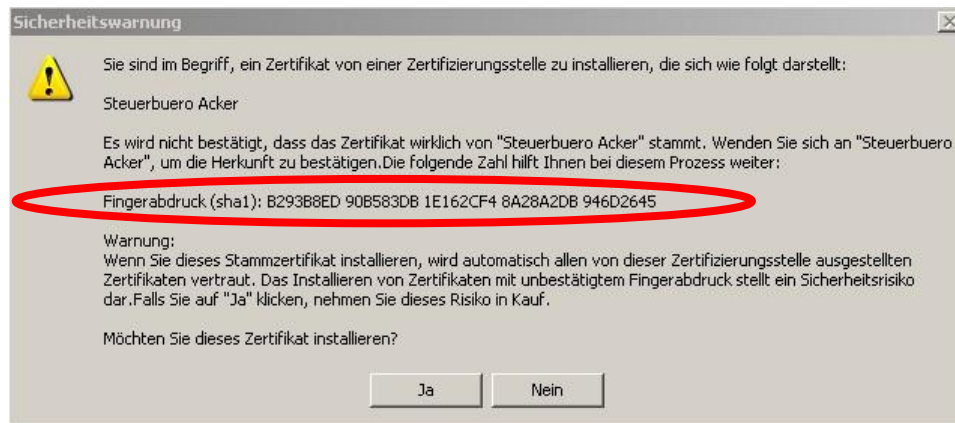 Sicherheitswarnung
Sie sind im Begriff, ein Zertifikat von einer Zertifizierungsstelle zu installieren, die sich wie folgt darstellt:
Steuerbuero Acker
Es wird nicht bestätigt, dass das Zertifikat wirklich von "Steuerbuero Acker" stammt. Wenden Sie sich an "Steuerbuero
Acker", um die Herkunft zu bestätigen.Die folgende Zahl hilft Ihnen bei diesem Prozess weiter:
Fingerabdruck (sha1): B293B8ED 90B583DB 1E162CF4 8A28A2DB 946D2645
Warnung:
Wenn Sie dieses Stammzertifikat installieren, wird automatisch allen von dieser Zertifizierungsstelle ausgestellten
Zertifikaten vertraut. Das Installieren von Zertifikaten mit unbestätigtem Fingerabdruck stellt ein Sicherheitsrisiko
dar.Falls Sie auf "Ja" klicken, nehmen Sie dieses Risiko in Kauf.
Möchten Sie dieses Zertifikat installieren?
Ja Nein